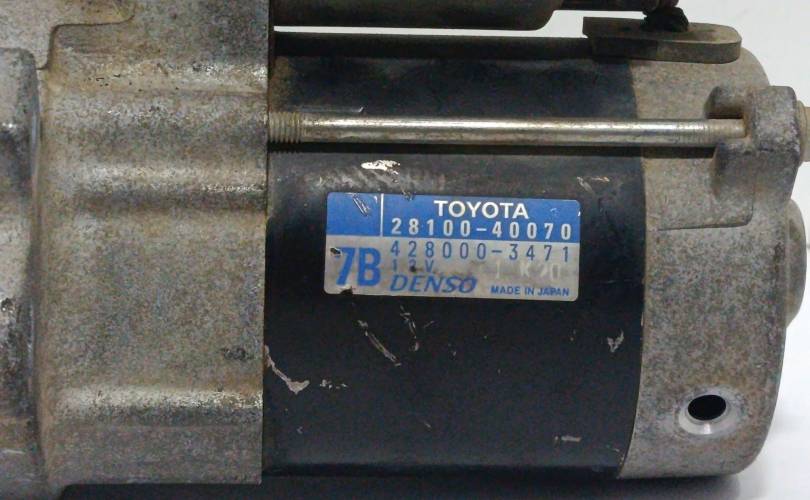 TOYOTA
28100-40070
428000-3471
7B
12V
DENSO
MADE IN JAPAN